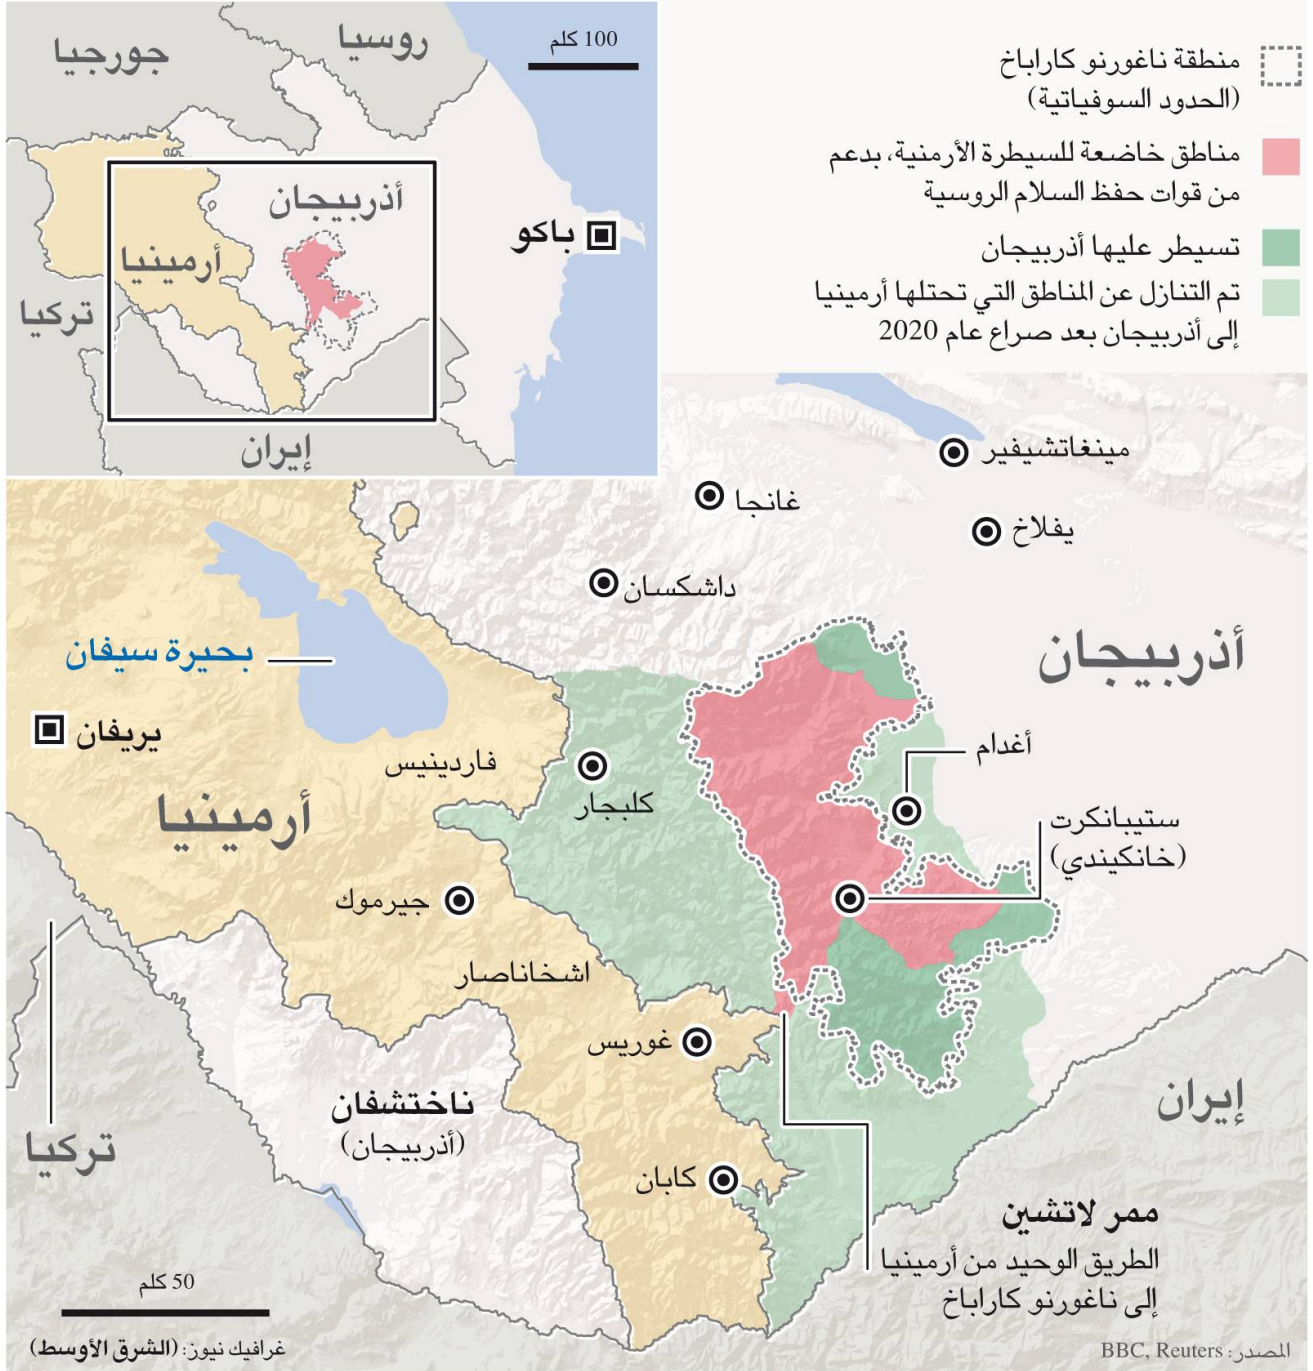 روسيا
جورجيا
100 كلم
أذربيجان
باكو
أرمينيا
تركيا
إيران
منطقة ناغورنو كاراباخ
(الحدود السوفياتية)
مناطق خاضعة للسيطرة الأرمنية، بدعم
من قوات حفظ السلام الروسية
تسيطر عليها أذربيجان
تم التنازل عن المناطق التي تحتلها أرمينيا
إلى أذربيجان بعد صراع عام 2020
مينغاتشيفير
غانجا
يفلاخ
داشكسان
أذربيجان
بحيرة سيفان
يريفان
أغدام
فاردينيس
كلبجار
أرمينيا
ستيبانكرت
(خانكيندي)
جيرموك
اشخاناصار
غوريس
ناختشفان
(أذربيجان)
إيران
تركيا
كابان
ممر لاتشين
الطريق الوحيد من أرمينيا
إلى ناغورنو كاراباخ
50 كلم
غرافيك نيوز: (الشرق الأوسط)
المصدر: BBC, Reuters